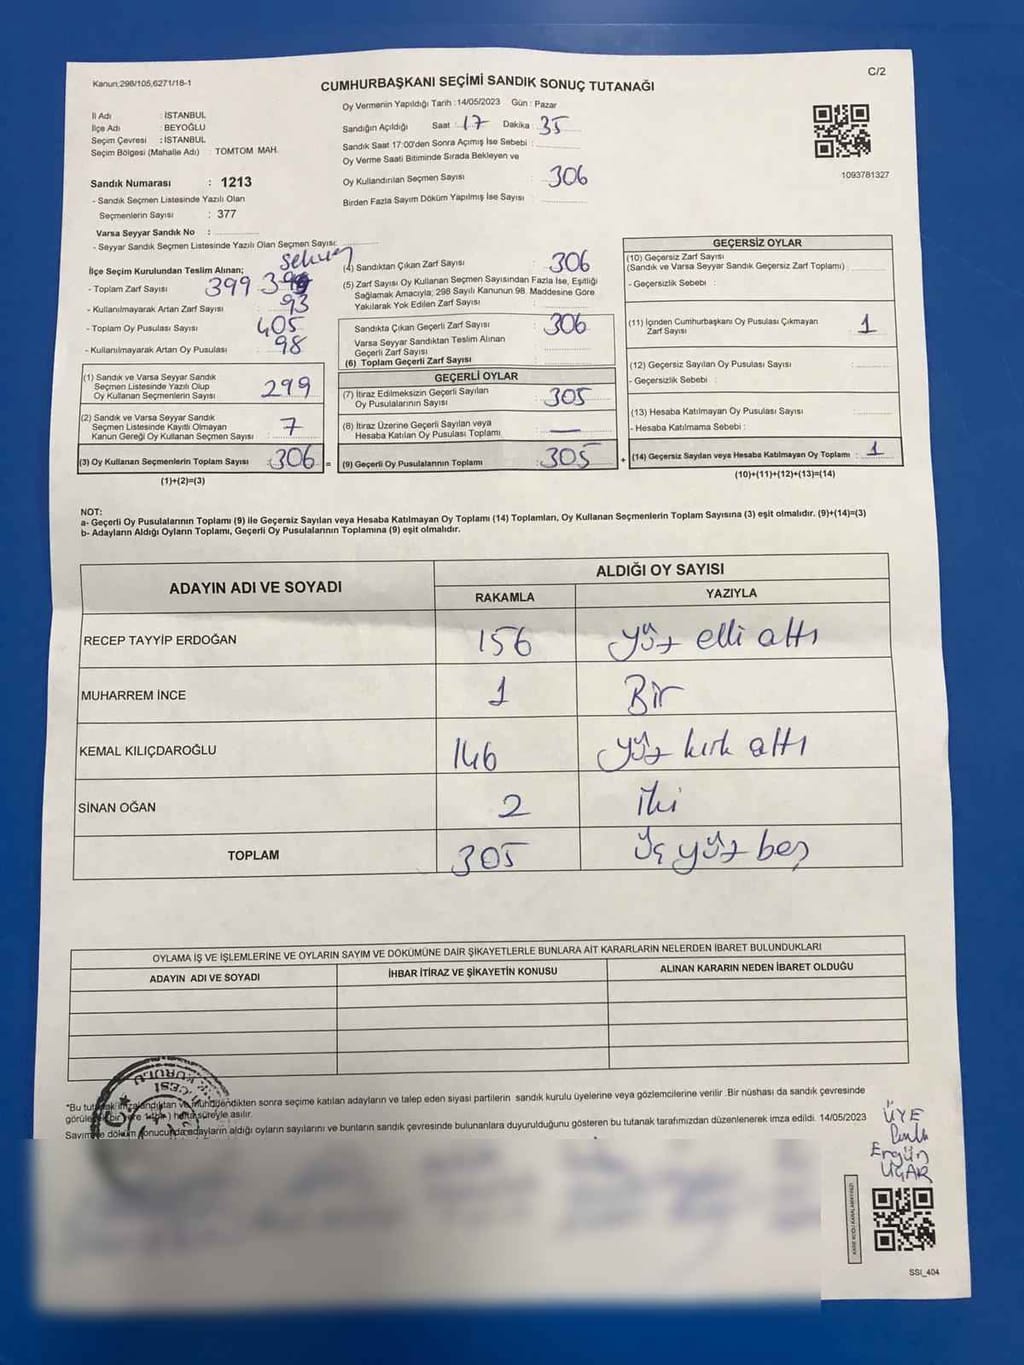 Kanun;298/105,6271/18-1
C/2
CUMHURBAŞKANI SEÇİMİ SANDIK SONUÇ TUTANAĞI
Oy Vermenin Yapıldığı Tarih :14/05/2023 Gün : Pazar
İl Adı : İSTANBUL
İlçe Adı : BEYOĞLU
Seçim Çevresi : İSTANBUL
Seçim Bölgesi (Mahalle Adı) : TOMTOM MAH.
Sandığın Açıldığı Saat : 17 Dakika : 35
Sandık Saat 17:00'den Sonra Açımış İse Sebebi :
Oy Verme Saati Bitiminde Sırada Bekleyen ve
Oy Kullandırılan Seçmen Sayısı : 306
Birden Fazla Sayım Döküm Yapılmış İse Sayısı
1093781327
Sandık Numarası : 1213
- Sandık Seçmen Listesinde Yazılı Olan
Seçmenlerin Sayısı : 377
Varsa Seyyar Sandık No :
- Seyyar Sandık Seçmen Listesinde Yazılı Olan Seçmen Sayısı:
İlçe Seçim Kurulundan Teslim Alınan;
- Toplam Zarf Sayısı 399
- Kullanılmayarak Artan Zarf Sayısı : 93
- Toplam Oy Pusulası Sayısı : 405
- Kullanılmayarak Artan Oy Pusulası : 98
(1) Sandık ve Varsa Seyyar Sandık
Seçmen Listesinde Yazılı Olup
Oy Kullanan Seçmenlerin Sayısı : 299
(2) Sandık ve Varsa Seyyar Sandık
Seçmen Listesinde Kayıtlı Olmayan
Kanun Gereği Oy Kullanan Seçmen Sayısı : 7
(3) Oy Kullanan Seçmenlerin Toplam Sayısı : 306 =
(1)+(2)=(3)
(4) Sandıktan Çıkan Zarf Sayısı : 306
(5) Zarf Sayısı Oy Kullanan Seçmen Sayısından Fazla İse, Eşitliği
Sağlamak Amacıyla; 298 Sayılı Kanunun 98. Maddesine Göre
Yakılarak Yok Edilen Zarf Sayısı :
Sandıkta Çıkan Geçerli Zarf Sayısı : 306
Varsa Seyyar Sandıktan Teslim Alınan
Geçerli Zarf Sayısı :
(6) Toplam Geçerli Zarf Sayısı :
GEÇERLİ OYLAR
(7) İtiraz Edilmeksizin Geçerli Sayılan
Oy Pusulalarının Sayısı : 305
(8) İtiraz Üzerine Geçerli Sayılan veya
Hesaba Katılan Oy Pusulası Toplamı : —
(9) Geçerli Oy Pusulalarının Toplamı : 305 +
GEÇERSİZ OYLAR
(10) Geçersiz Zarf Sayısı
(Sandık ve Varsa Seyyar Sandık Geçersiz Zarf Toplamı) :
- Geçersizlik Sebebi :
(11) İçinden Cumhurbaşkanı Oy Pusulası Çıkmayan
Zarf Sayısı : 1
(12) Geçersiz Sayılan Oy Pusulası Sayısı :
- Geçersizlik Sebebi :
(13) Hesaba Katılmayan Oy Pusulası Sayısı :
- Hesaba Katılmama Sebebi :
(14) Geçersiz Sayılan veya Hesaba Katılmayan Oy Toplamı : 1
(10)+(11)+(12)+(13)=(14)
NOT:
a- Geçerli Oy Pusulalarının Toplamı (9) ile Geçersiz Sayılan veya Hesaba Katılmayan Oy Toplamı (14) Toplamları, Oy Kullanan Seçmenlerin Toplam Sayısına (3) eşit olmalıdır. (9)+(14)=(3)
b- Adayların Aldığı Oyların Toplamı, Geçerli Oy Pusulalarının Toplamına (9) eşit olmalıdır.
ADAYIN ADI VE SOYADI
ALDIĞI OY SAYISI
RAKAMLA YAZIYLA
RECEP TAYYİP ERDOĞAN 156 yüz elli altı
MUHARREM İNCE 1 Bir
KEMAL KILIÇDAROĞLU 146 yüz kırk altı
SİNAN OĞAN 2 iki
TOPLAM 305 üç yüz beş
OYLAMA İŞ VE İŞLEMLERİNE VE OYLARIN SAYIM VE DÖKÜMÜNE DAİR ŞİKAYETLERLE BUNLARA AİT KARARLARIN NELERDEN İBARET BULUNDUKLARI
ADAYIN ADI VE SOYADI İHBAR İTİRAZ VE ŞİKAYETİN KONUSU ALINAN KARARIN NEDEN İBARET OLDUĞU
*Bu imzalandıktan ve mühürlendikten sonra seçime katılan adayların ve talep eden siyasi partilerin sandık kurulu üyelerine veya gözlemcilerine verilir. Bir nüshası da sandık çevresinde
bir hafta süreyle asılır.
Sayım ve döküm sonucunda adayların aldığı oyların sayılarını ve bunların sandık çevresinde bulunanlara duyurulduğunu gösteren bu tutanak tarafımızdan düzenlenerek imza edildi. 14/05/2023
ÜYE
Ergün
UÇAR
SSI_404